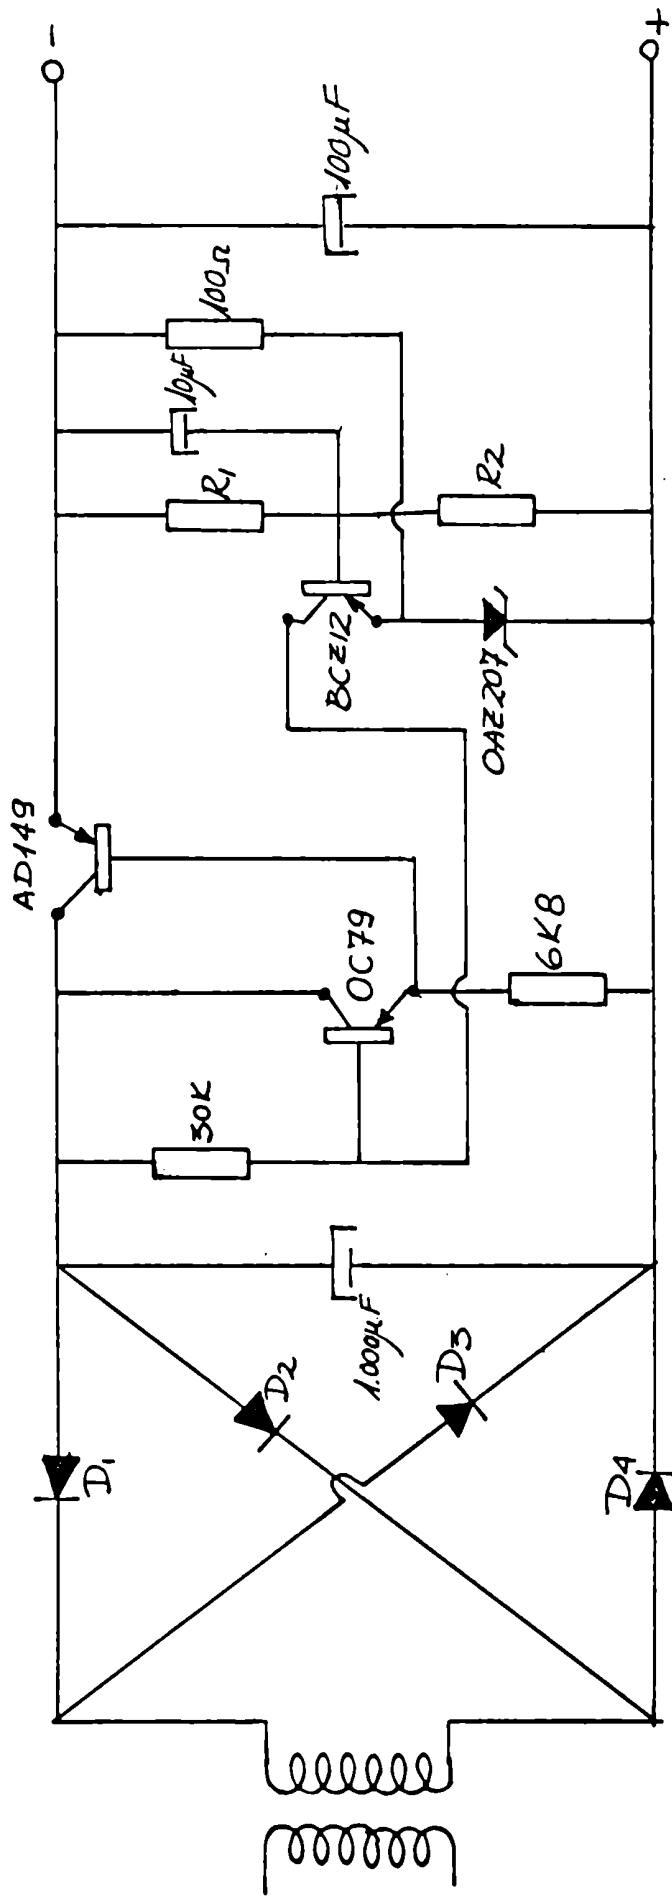 D1
D2
1.000µF
D3
D4
30K
OC79
6K8
AD149
BCZ12
OAZ207
R1
R2
10µF
100Ω
100µF
-
+